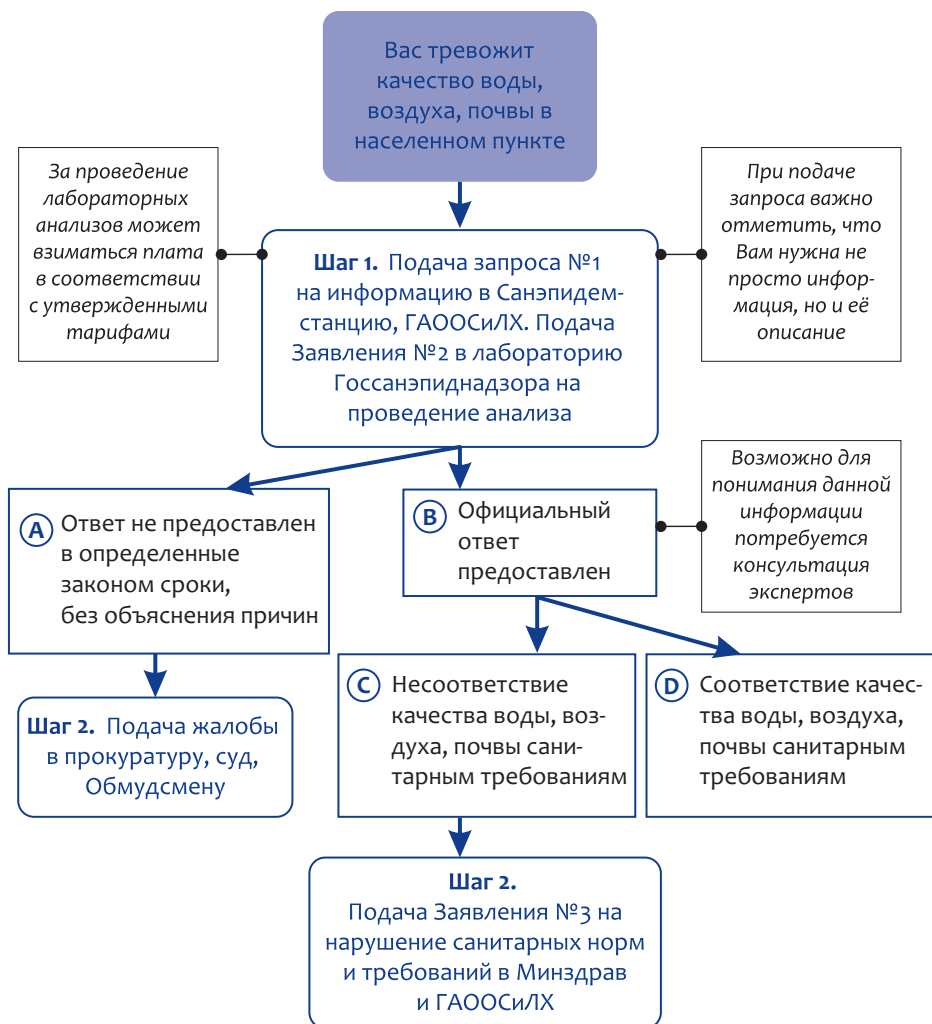 Вас тревожит
качество воды,
воздуха, почвы в
населенном пункте
За проведение
лабораторных
анализов может
взиматься плата
в соответствии
с утвержденными
тарифами
При подаче
запроса важно
отметить, что
Вам нужна не
просто инфор-
мация, но и её
описание
Шаг 1. Подача запроса №1
на информацию в Санэпидем-
станцию, ГАООСиЛХ. Подача
Заявления №2 в лабораторию
Госсанэпиднадзора на
проведение анализа
A Ответ не предоставлен
в определенные
законом сроки,
без объяснения причин
B Официальный
ответ
предоставлен
Возможно для
понимания данной
информации
потребуется
консультация
экспертов
Шаг 2. Подача жалобы
в прокуратуру, суд,
Обмудсмену
C Несоответствие
качества воды, воз-
духа, почвы сани-
тарным требованиям
D Соответствие качес-
тва воды, воздуха,
почвы санитарным
требованиям
Шаг 2.
Подача Заявления №3 на
нарушение санитарных норм
и требований в Минздрав
и ГАООСиЛХ